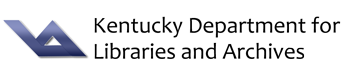 Kentucky Department for
Libraries and Archives